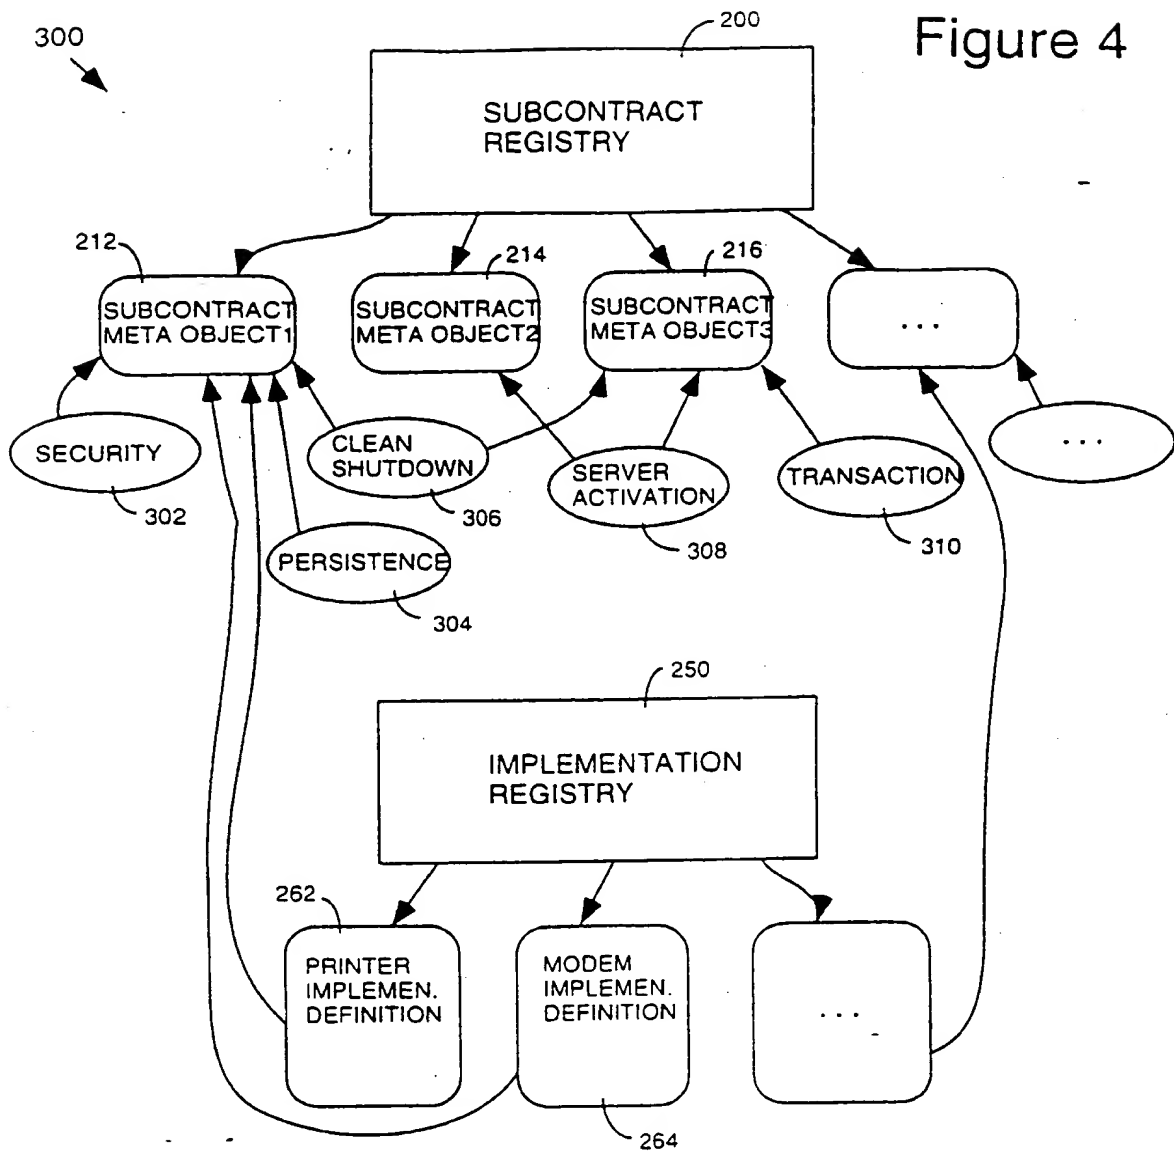 Figure 4
300
200
SUBCONTRACT
REGISTRY
212
214
216
SUBCONTRACT
META OBJECT1
SUBCONTRACT
META OBJECT2
SUBCONTRACT
META OBJECT3
...
SECURITY
302
CLEAN
SHUTDOWN
306
SERVER
ACTIVATION
308
TRANSACTION
310
...
PERSISTENCE
304
250
IMPLEMENTATION
REGISTRY
262
PRINTER
IMPLEMEN.
DEFINITION
MODEM
IMPLEMEN.
DEFINITION
264
...